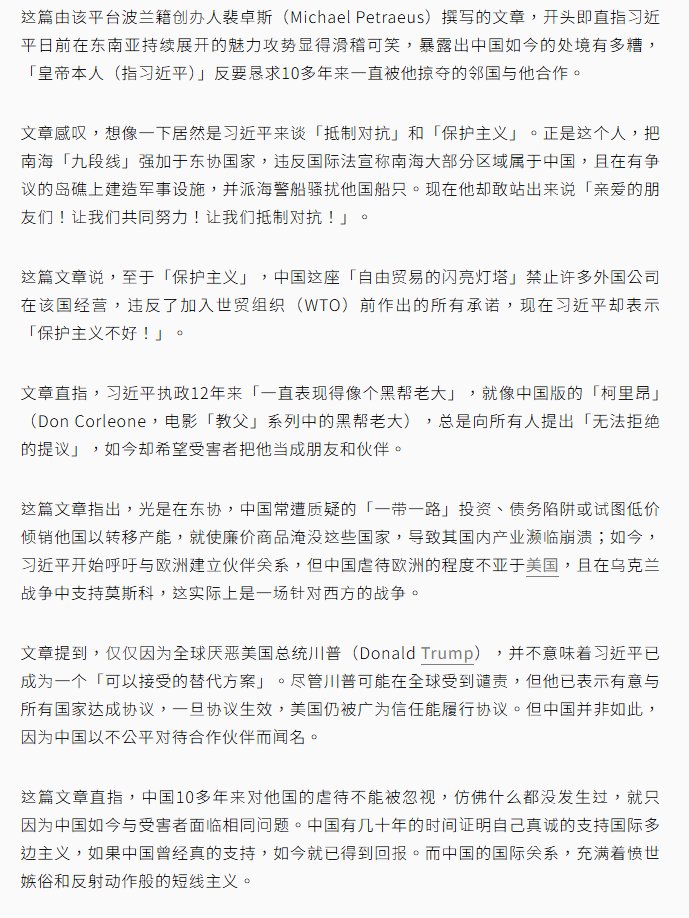 这篇由该平台波兰籍创办人裴卓斯（Michael Petraeus）撰写的文章，开头即直指习近
平日前在东南亚持续展开的魅力攻势显得滑稽可笑，暴露出中国如今的处境有多糟，
「皇帝本人（指习近平）」反要恳求10多年来一直被他掠夺的邻国与他合作。
文章感叹，想像一下居然是习近平来谈「抵制对抗」和「保护主义」。正是这个人，把
南海「九段线」强加于东协国家，违反国际法宣称南海大部分区域属于中国，且在有争
议的岛礁上建造军事设施，并派海警船骚扰他国船只。现在他却敢站出来说「亲爱的朋
友们！让我们共同努力！让我们抵制对抗！」。
这篇文章说，至于「保护主义」，中国这座「自由贸易的闪亮灯塔」禁止许多外国公司
在该国经营，违反了加入世贸组织（WTO）前作出的所有承诺，现在习近平却表示
「保护主义不好！」。
文章直指，习近平执政12年来「一直表现得像个黑帮老大」，就像中国版的「柯里昂」
（Don Corleone，电影「教父」系列中的黑帮老大），总是向所有人提出「无法拒绝
的提议」，如今却希望受害者把他当成朋友和伙伴。
这篇文章指出，光是在东协，中国常遭质疑的「一带一路」投资、债务陷阱或试图低价
倾销他国以转移产能，就使廉价商品淹没这些国家，导致其国内产业濒临崩溃；如今，
习近平开始呼吁与欧洲建立伙伴关系，但中国虐待欧洲的程度不亚于美国，且在乌克兰
战争中支持莫斯科，这实际上是一场针对西方的战争。
文章提到，仅仅因为全球厌恶美国总统川普（Donald Trump），并不意味着习近平已
成为一个「可以接受的替代方案」。尽管川普可能在全球受到谴责，但他已表示有意与
所有国家达成协议，一旦协议生效，美国仍被广为信任能履行协议。但中国并非如此，
因为中国以不公平对待合作伙伴而闻名。
这篇文章直指，中国10多年来对他国的虐待不能被忽视，仿佛什么都没发生过，就只
因为中国如今与受害者面临相同问题。中国有几十年的时间证明自己真诚的支持国际多
边主义，如果中国曾经真的支持，如今就已得到回报。而中国的国际关系，充满着愤世
嫉俗和反射动作般的短线主义。